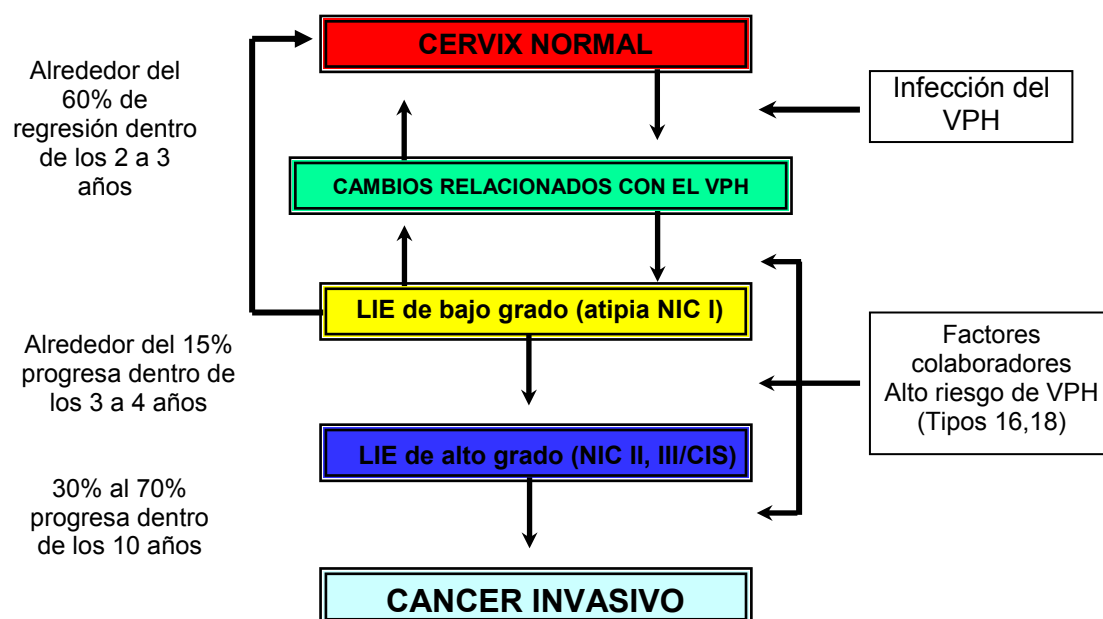 CERVIX NORMAL
Alrededor del
60% de
regresión dentro
de los 2 a 3
años
Infección del
VPH
CAMBIOS RELACIONADOS CON EL VPH
LIE de bajo grado (atipia NIC I)
Alrededor del 15%
progresa dentro de
los 3 a 4 años
Factores
colaboradores
Alto riesgo de VPH
(Tipos 16,18)
LIE de alto grado (NIC II, III/CIS)
30% al 70%
progresa dentro
de los 10 años
CANCER INVASIVO